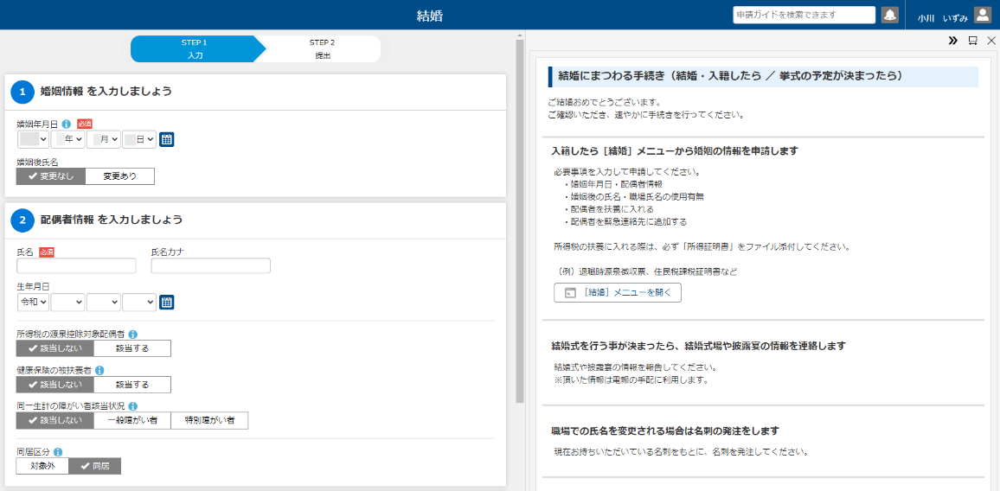 結婚
申請ガイドを検索できます
小川 いずみ
STEP 1
入力
STEP 2
提出
1 婚姻情報 を入力しましょう
婚姻年月日 必須
年 月 日
婚姻後氏名
変更なし 変更あり
2 配偶者情報 を入力しましょう
氏名 必須 氏名カナ
生年月日
令和
所得税の源泉控除対象配偶者
該当しない 該当する
健康保険の被扶養者
該当しない 該当する
同一生計の障がい者該当状況
該当しない 一般障がい者 特別障がい者
同居区分
対象外 同居
結婚にまつわる手続き（結婚・入籍したら ／ 挙式の予定が決まったら）
ご結婚おめでとうございます。
ご確認いただき、速やかに手続きを行ってください。
入籍したら［結婚］メニューから婚姻の情報を申請します
必要事項を入力して申請してください。
・婚姻年月日・配偶者情報
・婚姻後の氏名・職場氏名の使用有無
・配偶者を扶養に入れる
・配偶者を緊急連絡先に追加する
所得税の扶養に入れる際は、必ず「所得証明書」をファイル添付してください。
（例）退職時源泉徴収票、住民税課税証明書など
［結婚］メニューを開く
結婚式を行う事が決まったら、結婚式場や披露宴の情報を連絡します
結婚式や披露宴の情報を報告してください。
※頂いた情報は電報の手配に利用します。
職場での氏名を変更される場合は名刺の発注をします
現在お持ちいただいている名刺をもとに、名刺を発注してください。